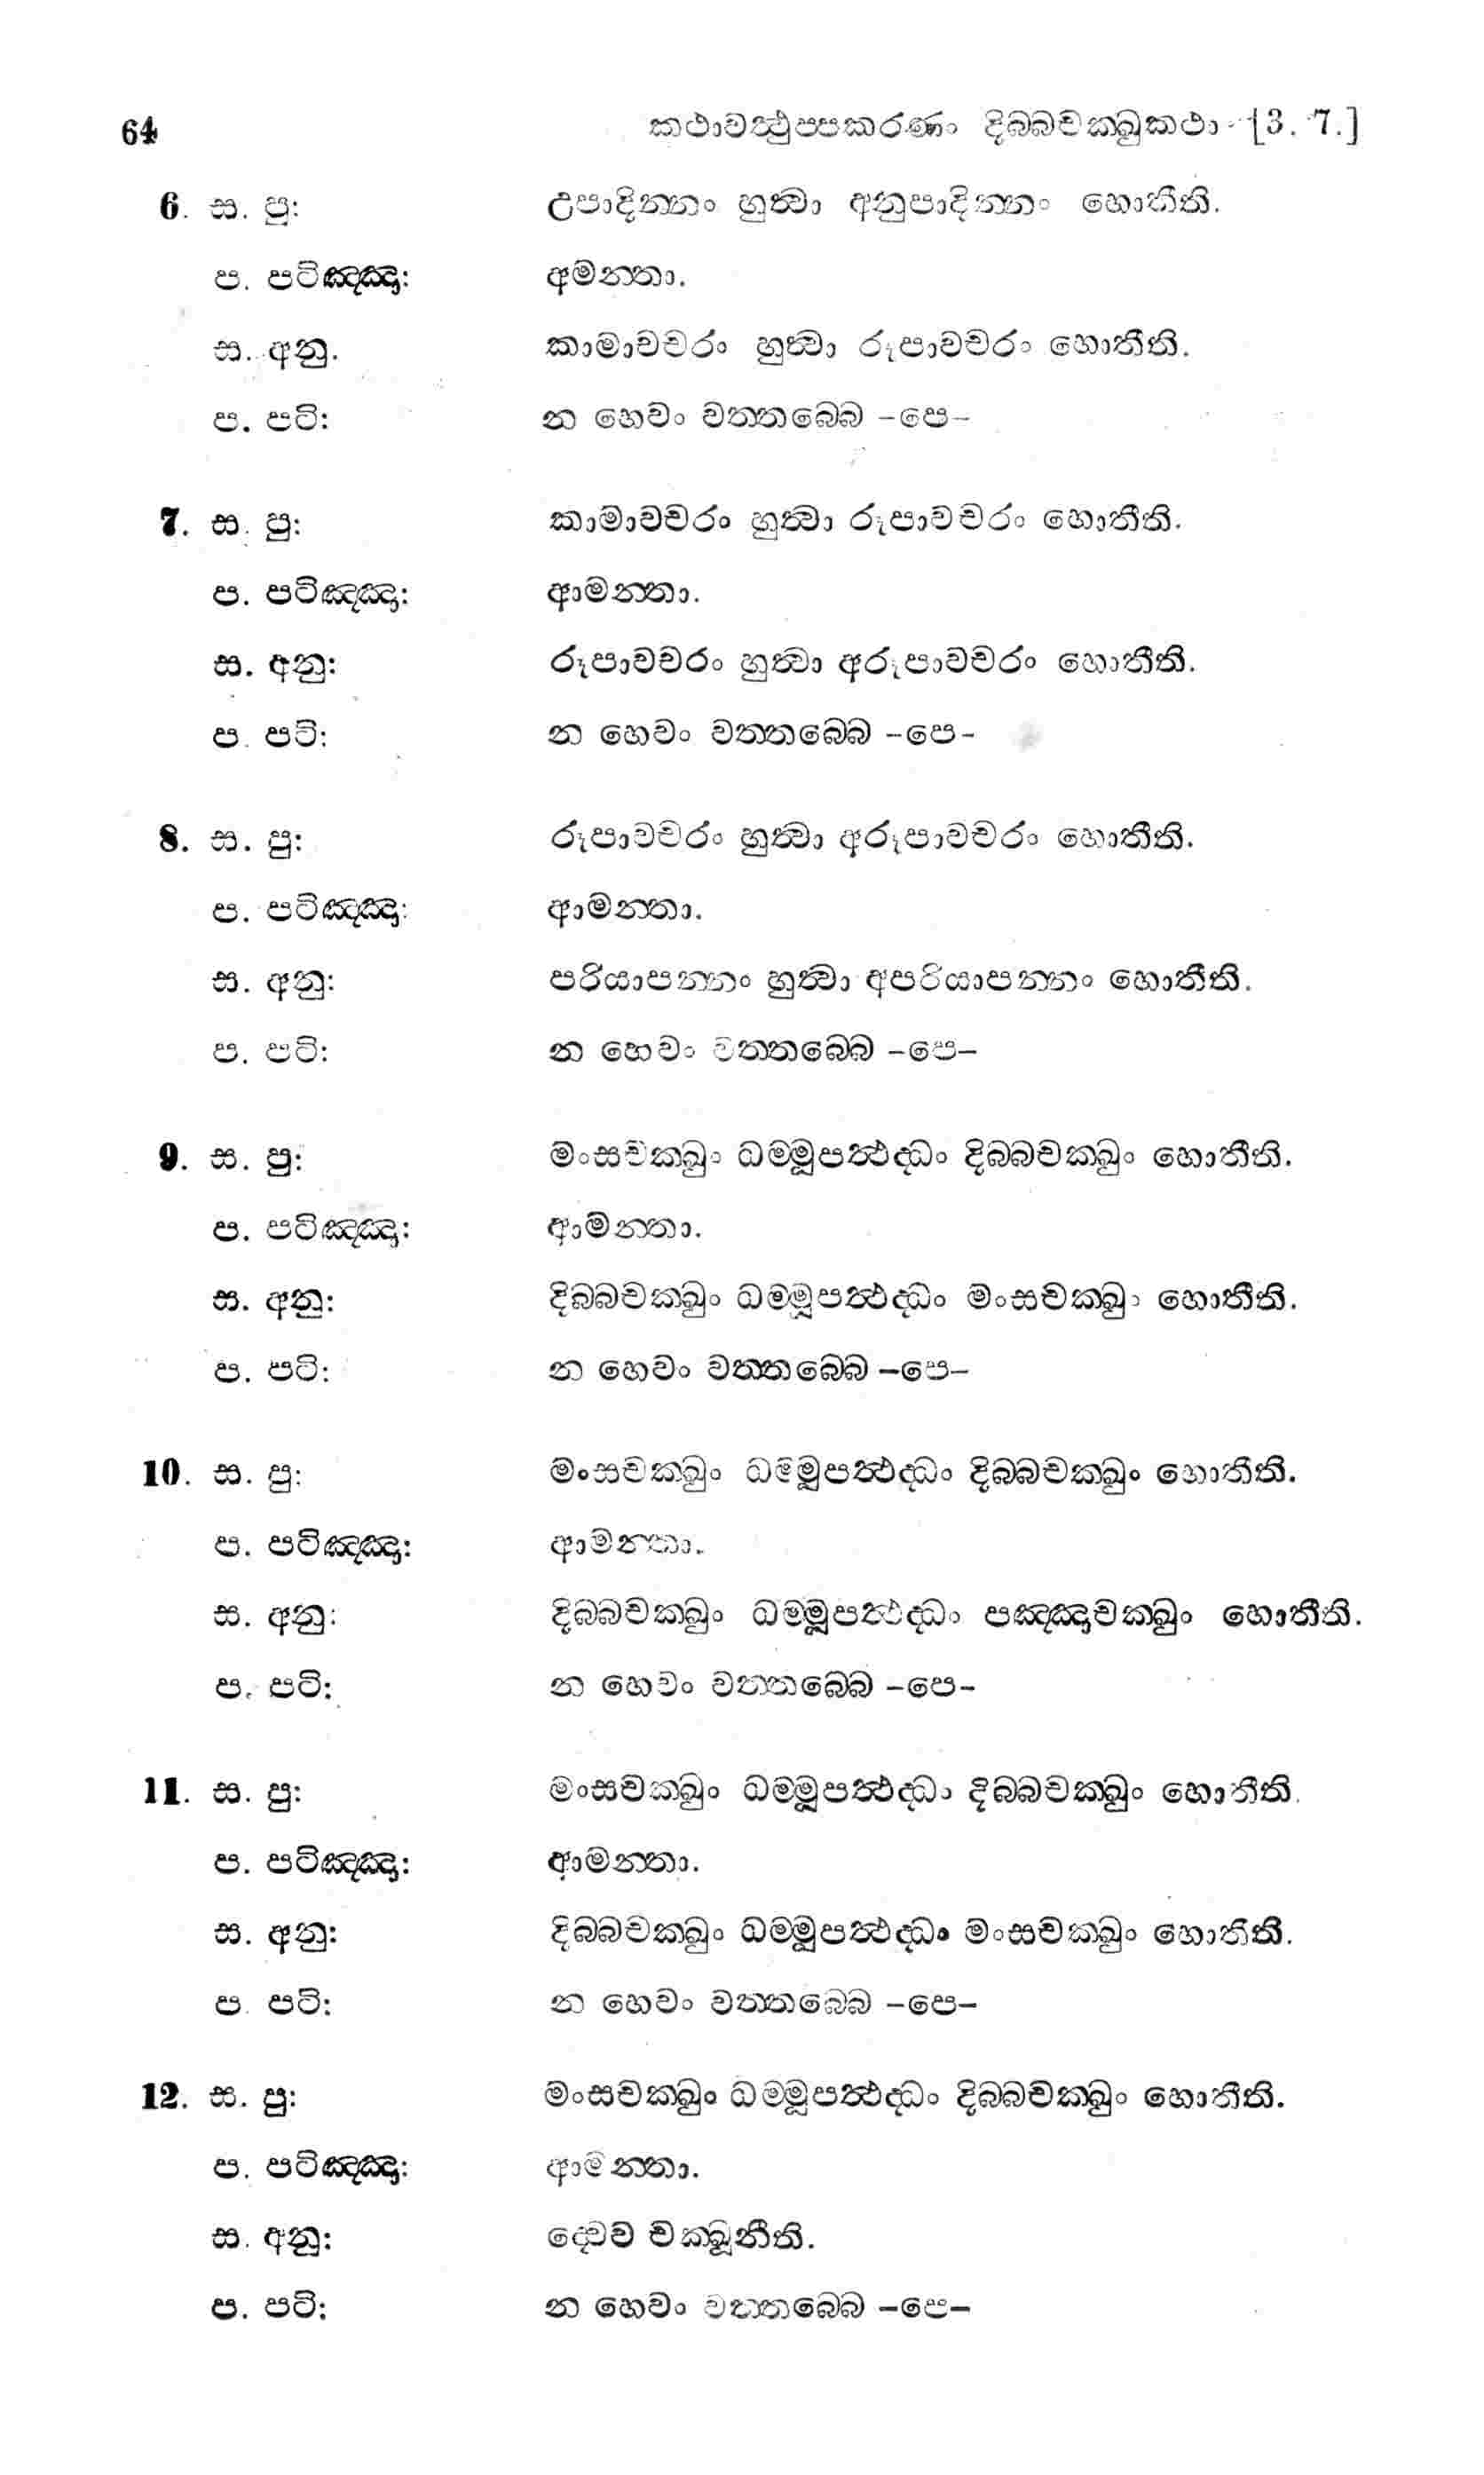 64 කථාවත්‍ථුප්පකරණං දිබ්බචක්ඛුකථා [3. 7.]
6. ස. පු: උපාදින්නං හුත්‍වා අනුපාදින්නං හොතීති.
ප. පටිඤ්ඤා: අමන්තා.
ස. අනු. කාමාවචරං හුත්‍වා රූපාවචරං හොතීති.
ප. පටි: න හෙවං වත්තබ්බෙ -පෙ-
7. ස. පු: කාමාවචරං හුත්‍වා රූපාවචරං හොතීති.
ප. පටිඤ්ඤා: ආමන්තා.
ස. අනු: රූපාවචරං හුත්‍වා අරූපාවචරං හොතීති.
ප. පටි: න හෙවං වත්තබ්බෙ -පෙ-
8. ස. පු: රූපාවචරං හුත්‍වා අරූපාවචරං හොතීති.
ප. පටිඤ්ඤා: ආමන්තා.
ස. අනු: පරියාපන්නං හුත්‍වා අපරියාපන්නං හොතීති.
ප. පටි: න හෙවං වත්තබ්බෙ -පෙ-
9. ස. පු: මංසචක්ඛුං ධම්මූපත්‍ථද්ධං දිබ්බචක්ඛුං හොතීති.
ප. පටිඤ්ඤා: ආමන්තා.
ස. අනු: දිබ්බචක්ඛුං ධම්මූපත්‍ථද්ධං මංසචක්ඛුං හොතීති.
ප. පටි: න හෙවං වත්තබ්බෙ -පෙ-
10. ස. පු: මංසචක්ඛුං ධම්මූපත්‍ථද්ධං දිබ්බචක්ඛුං හොතීති.
ප. පටිඤ්ඤා: ආමන්තා.
ස. අනු: දිබ්බචක්ඛුං ධම්මූපත්‍ථද්ධං පඤ්ඤාචක්ඛුං හොතීති.
ප. පටි: න හෙවං වත්තබ්බෙ -පෙ-
11. ස. පු: මංසචක්ඛුං ධම්මූපත්‍ථද්ධං දිබ්බචක්ඛුං හොතීති.
ප. පටිඤ්ඤා: ආමන්තා.
ස. අනු: දිබ්බචක්ඛුං ධම්මූපත්‍ථද්ධං මංසචක්ඛුං හොතීති.
ප. පටි: න හෙවං වත්තබ්බෙ -පෙ-
12. ස. පු: මංසචක්ඛුං ධම්මූපත්‍ථද්ධං දිබ්බචක්ඛුං හොතීති.
ප. පටිඤ්ඤා: ආමන්තා.
ස. අනු: ද්වෙව චක්ඛූනීති.
ප. පටි: න හෙවං වත්තබ්බෙ -පෙ-